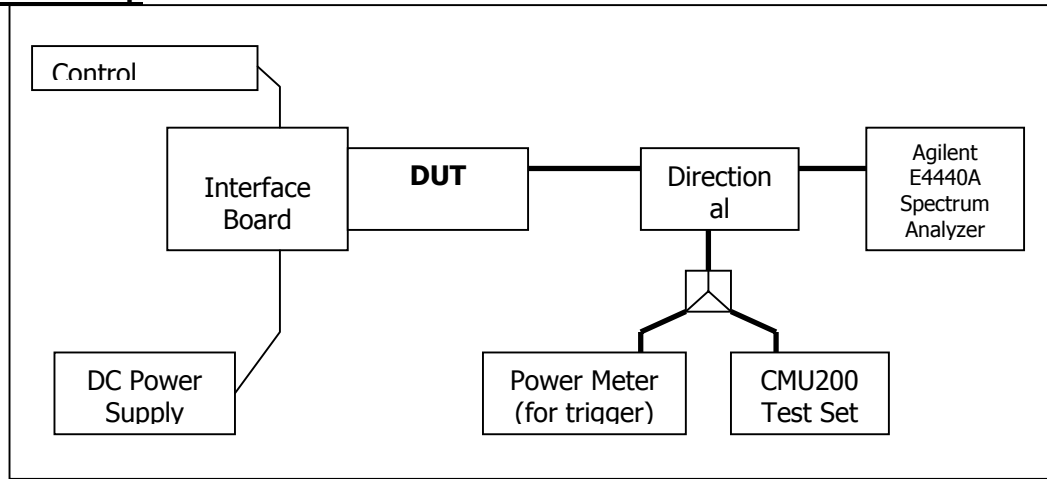 Control
Interface
Board
DUT
Direction
al
Agilent
E4440A
Spectrum
Analyzer
DC Power
Supply
Power Meter
(for trigger)
CMU200
Test Set